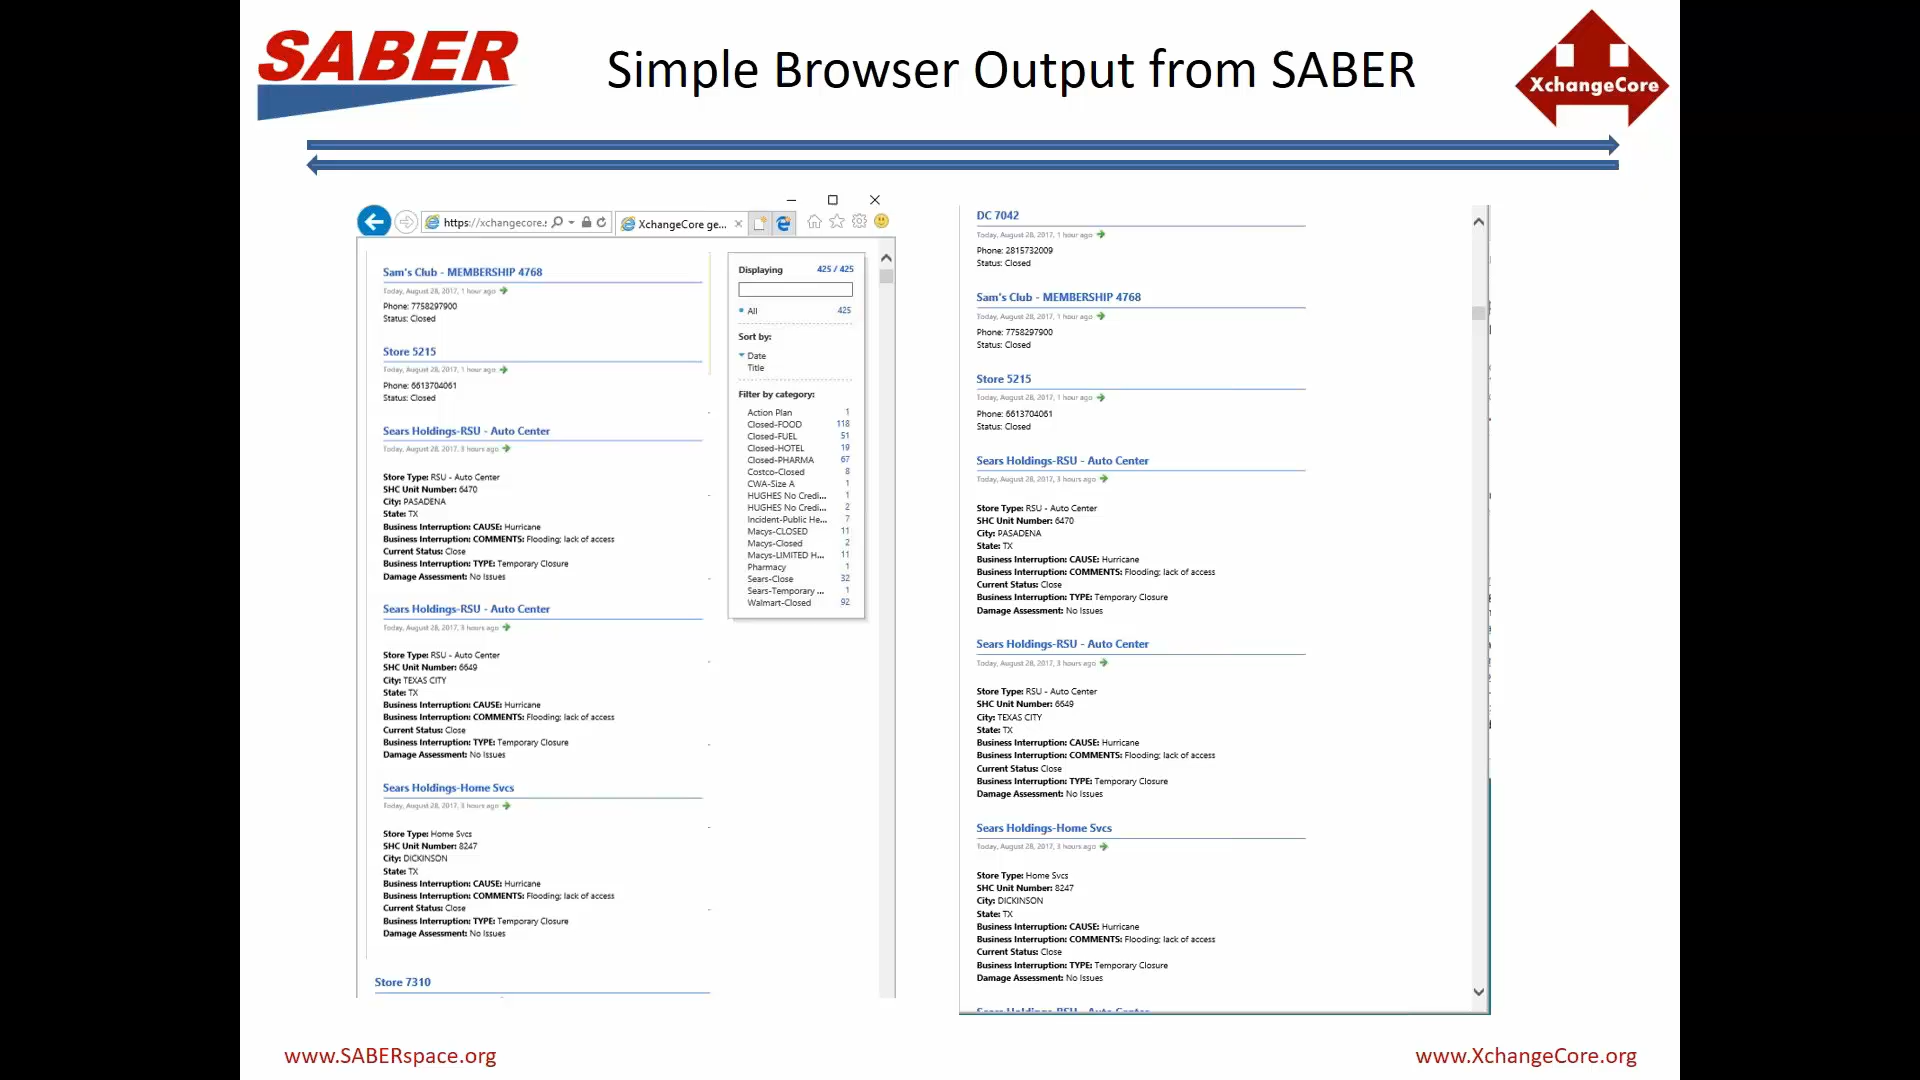 SABER
Simple Browser Output from SABER
XchangeCore
https://xchangecore.s
XchangeCore ge...
Sam's Club - MEMBERSHIP 4768
Today, August 28, 2017, 1 hour ago
Phone: 7758297900
Status: Closed
Store 5215
Today, August 28, 2017, 1 hour ago
Phone: 6613704061
Status: Closed
Sears Holdings-RSU - Auto Center
Today, August 28, 2017, 3 hours ago
Store Type: RSU - Auto Center
SHC Unit Number: 6470
City: PASADENA
State: TX
Business Interruption: CAUSE: Hurricane
Business Interruption: COMMENTS: Flooding; lack of access
Current Status: Close
Business Interruption: TYPE: Temporary Closure
Damage Assessment: No Issues
Sears Holdings-RSU - Auto Center
Today, August 28, 2017, 3 hours ago
Store Type: RSU - Auto Center
SHC Unit Number: 6649
City: TEXAS CITY
State: TX
Business Interruption: CAUSE: Hurricane
Business Interruption: COMMENTS: Flooding; lack of access
Current Status: Close
Business Interruption: TYPE: Temporary Closure
Damage Assessment: No Issues
Sears Holdings-Home Svcs
Today, August 28, 2017, 3 hours ago
Store Type: Home Svcs
SHC Unit Number: 8247
City: DICKINSON
State: TX
Business Interruption: CAUSE: Hurricane
Business Interruption: COMMENTS: Flooding; lack of access
Current Status: Close
Business Interruption: TYPE: Temporary Closure
Damage Assessment: No Issues
Store 7310
Displaying 425 / 425
All 425
Sort by:
Date
Title
Filter by category:
Action Plan 1
Closed-FOOD 118
Closed-FUEL 51
Closed-HOTEL 19
Closed-PHARMA 67
Costco-Closed 8
CWA-Size A 1
HUGHES No Credi... 1
HUGHES No Credi... 2
Incident-Public He... 7
Macys-CLOSED 11
Macys-Closed 2
Macys-LIMITED H... 11
Pharmacy 1
Sears-Close 32
Sears-Temporary ... 1
Walmart-Closed 92
DC 7042
Today, August 28, 2017, 1 hour ago
Phone: 2815732009
Status: Closed
Sam's Club - MEMBERSHIP 4768
Today, August 28, 2017, 1 hour ago
Phone: 7758297900
Status: Closed
Store 5215
Today, August 28, 2017, 1 hour ago
Phone: 6613704061
Status: Closed
Sears Holdings-RSU - Auto Center
Today, August 28, 2017, 3 hours ago
Store Type: RSU - Auto Center
SHC Unit Number: 6470
City: PASADENA
State: TX
Business Interruption: CAUSE: Hurricane
Business Interruption: COMMENTS: Flooding; lack of access
Current Status: Close
Business Interruption: TYPE: Temporary Closure
Damage Assessment: No Issues
Sears Holdings-RSU - Auto Center
Today, August 28, 2017, 3 hours ago
Store Type: RSU - Auto Center
SHC Unit Number: 6649
City: TEXAS CITY
State: TX
Business Interruption: CAUSE: Hurricane
Business Interruption: COMMENTS: Flooding; lack of access
Current Status: Close
Business Interruption: TYPE: Temporary Closure
Damage Assessment: No Issues
Sears Holdings-Home Svcs
Today, August 28, 2017, 3 hours ago
Store Type: Home Svcs
SHC Unit Number: 8247
City: DICKINSON
State: TX
Business Interruption: CAUSE: Hurricane
Business Interruption: COMMENTS: Flooding; lack of access
Current Status: Close
Business Interruption: TYPE: Temporary Closure
Damage Assessment: No Issues
Sears Holdings-RSU - Auto Center
www.SABERspace.org
www.XchangeCore.org